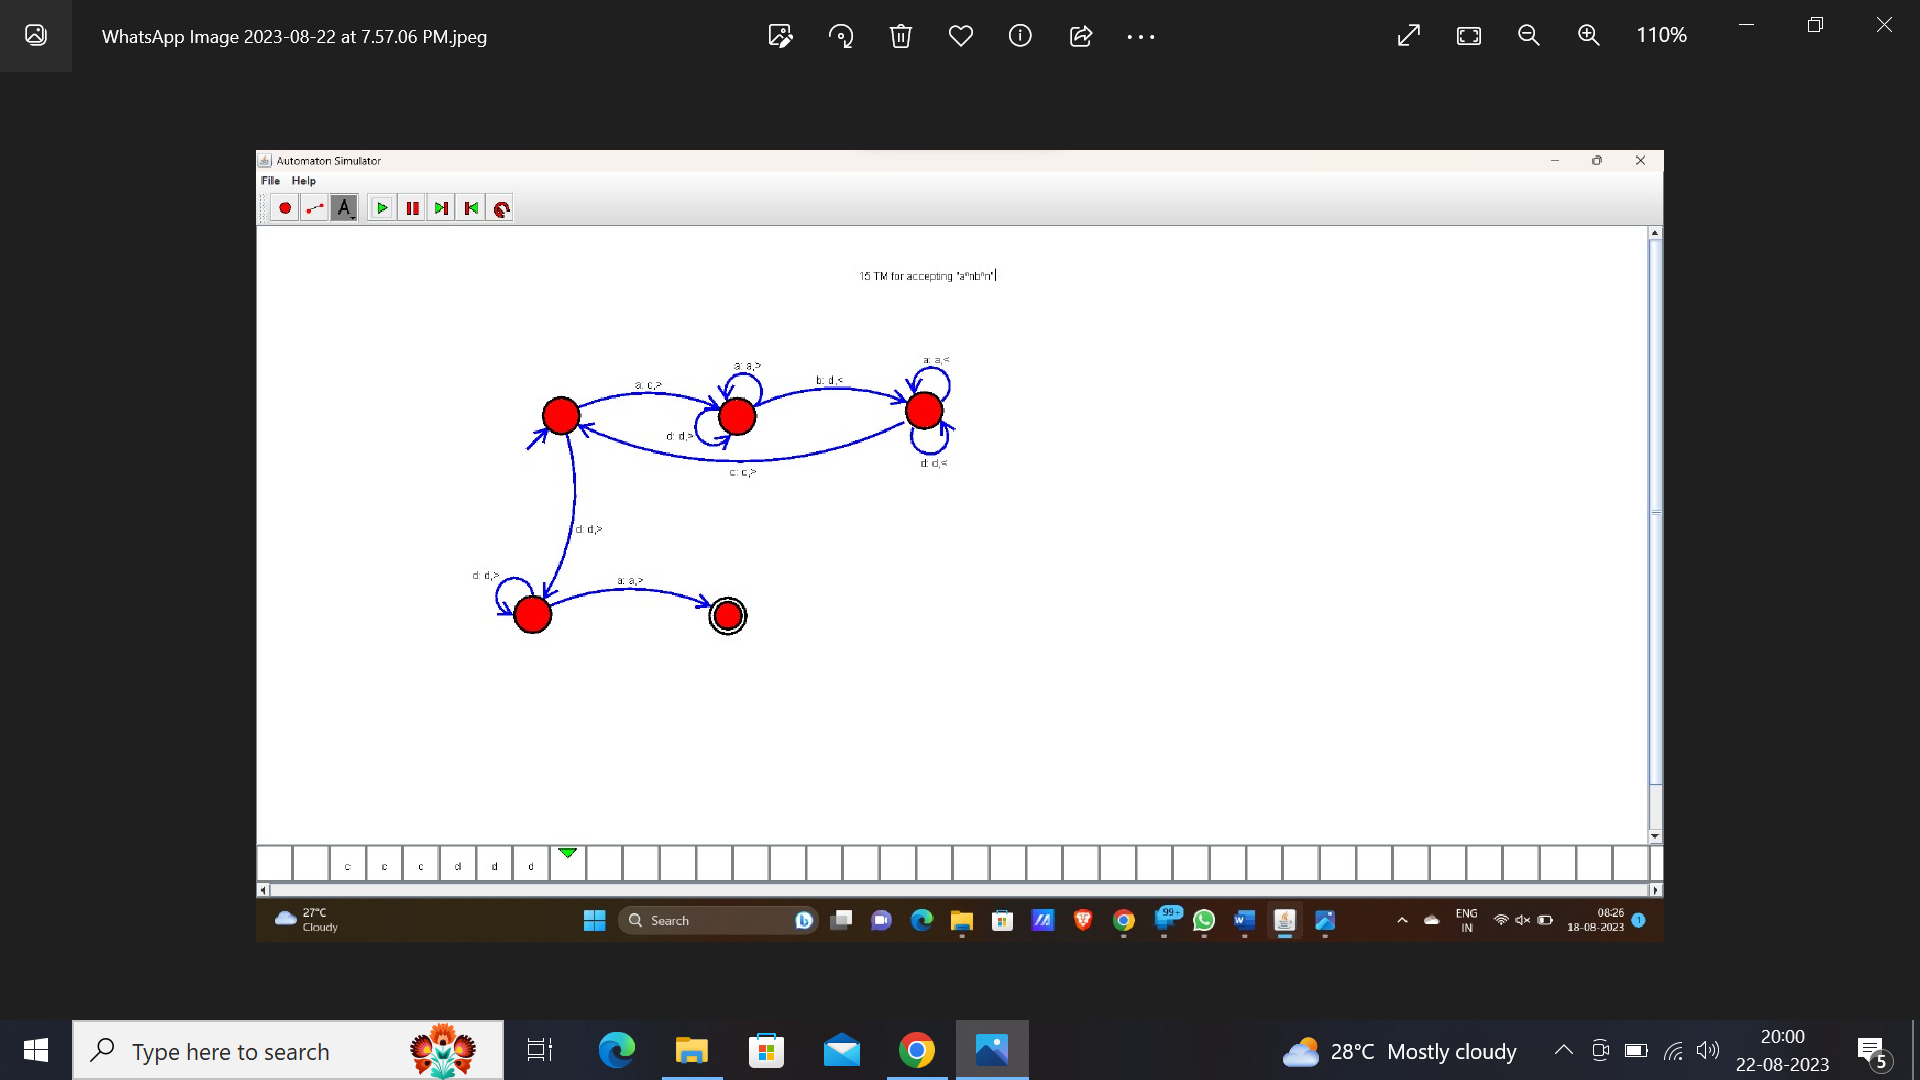 WhatsApp Image 2023-08-22 at 7.57.06 PM.jpeg
110%
Automaton Simulator
File Help
A
15 TM for accepting "a^nb^n"
a: a,>
a: a,<
a: c,>
b: d,<
d: d,>
c: c,>
d: d,<
d: d,>
d: d,>
a: a,>
c c c d d d
27°C
Cloudy
Search
99+
ENG
IN
08:26
18-08-2023
1
Type here to search
28°C Mostly cloudy
20:00
22-08-2023
5